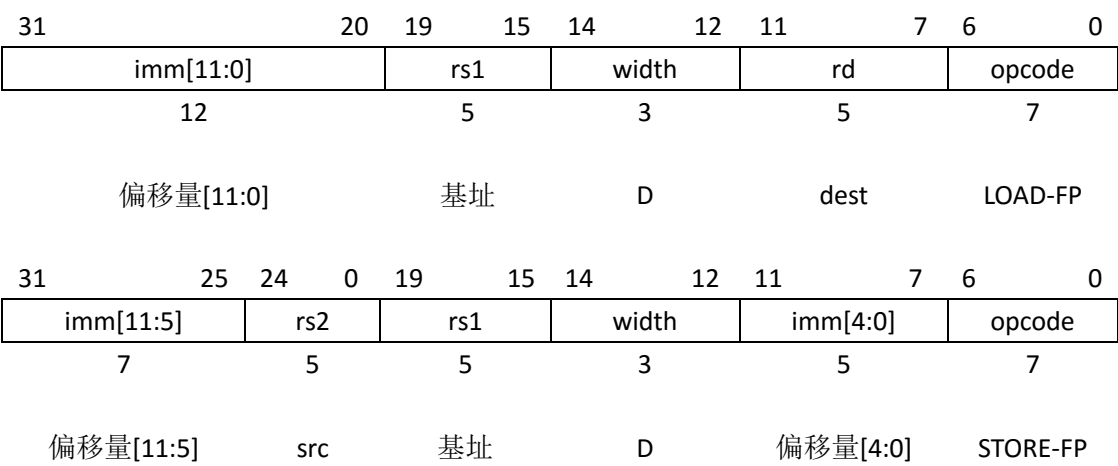 31 20 19 15 14 12 11 7 6 0
imm[11:0] rs1 width rd opcode
12 5 3 5 7
偏移量[11:0] 基址 D dest LOAD-FP
31 25 24 0 19 15 14 12 11 7 6 0
imm[11:5] rs2 rs1 width imm[4:0] opcode
7 5 5 3 5 7
偏移量[11:5] src 基址 D 偏移量[4:0] STORE-FP